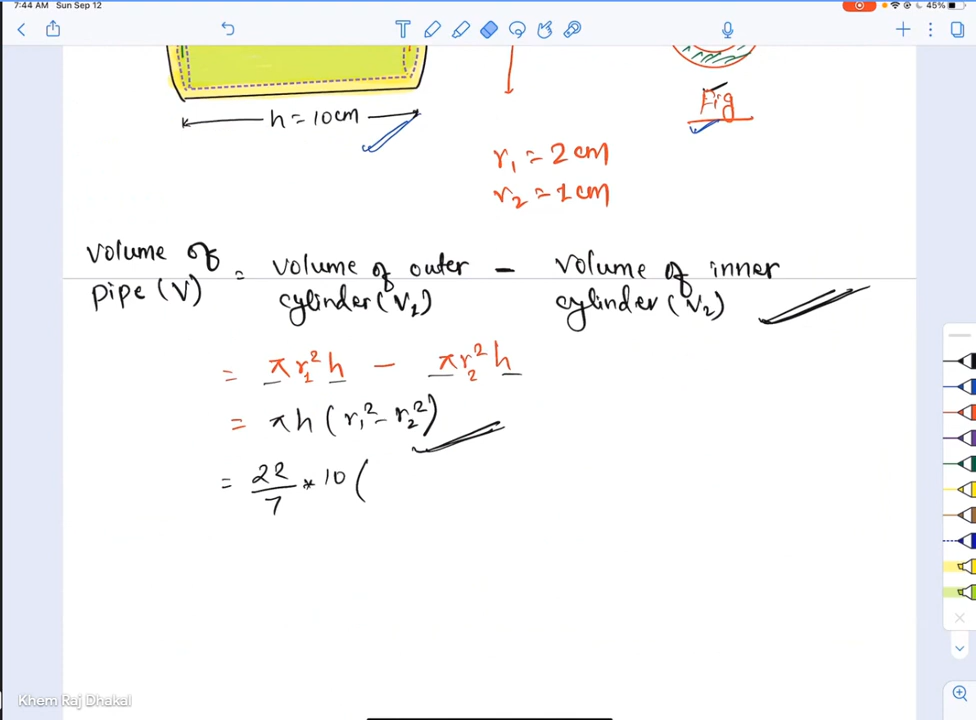 7:44 AM Sun Sep 12
45%
h = 10cm
Fig
r₁ = 2 cm
r₂ = 1 cm
volume of pipe (V) = volume of outer cylinder (V₂) – volume of inner cylinder (V₂)
= πr₁²h – πr₂²h
= πh (r₁² – r₂²)
= 22/7 * 10 (
Khem Raj Dhakal